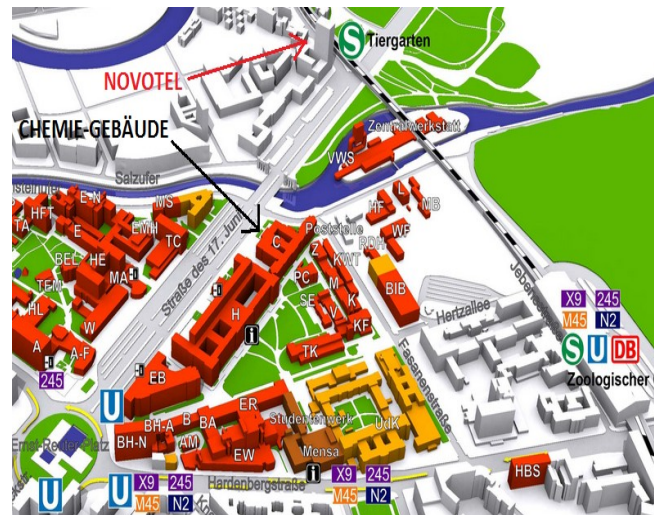 S Tiergarten
NOVOTEL
CHEMIE-GEBÄUDE
Zentralwerkstatt
VWS
Salzufer
E-N
MS
HFT
TA
E
EMH
TC
BEL
HE
MA
TEM
HL
W
A
A-F
245
Straße des 17. Juni
C
Poststelle
Z
KWT
PC
M
SE
V
K
KF
H
i
TK
L
HF
MB
WF
PDH
BIB
Hertzallee
Fasanenstraße
X9 245
M45 N2
S U DB
Zoologischer
EB
U
ER
BH-A
B
BA
BH-N
AM
EW
Studentenwerk
Mensa
UdK
Ernst-Reuter-Platz
U
U
X9 245
M45 N2
Hardenbergstraße
i
X9 245
M45 N2
HBS